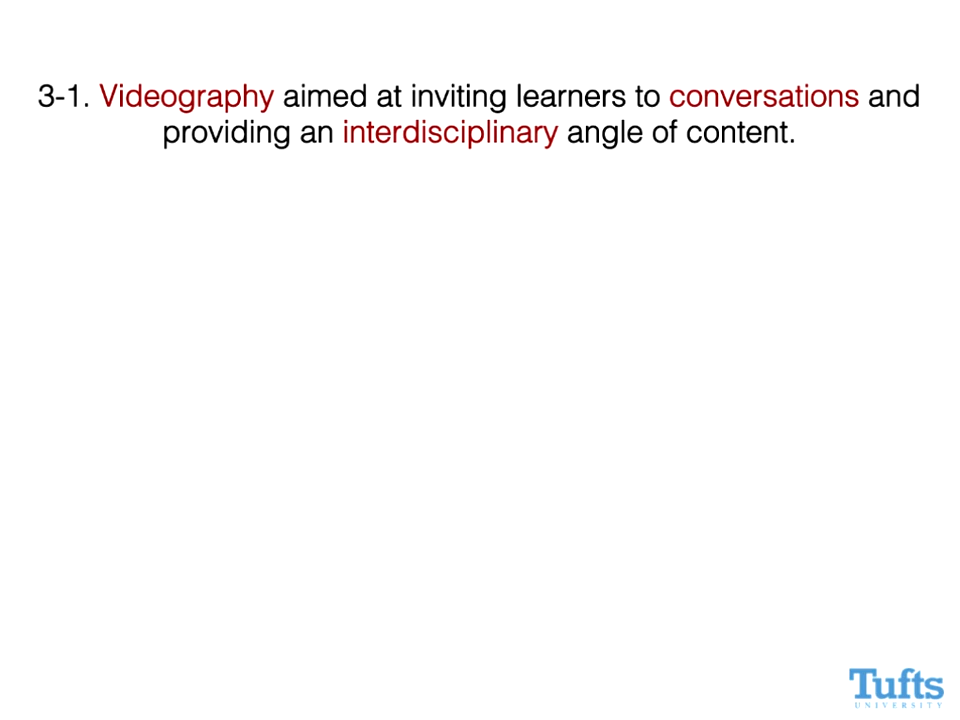 3-1. Videography aimed at inviting learners to conversations and
providing an interdisciplinary angle of content.
Tufts
UNIVERSITY